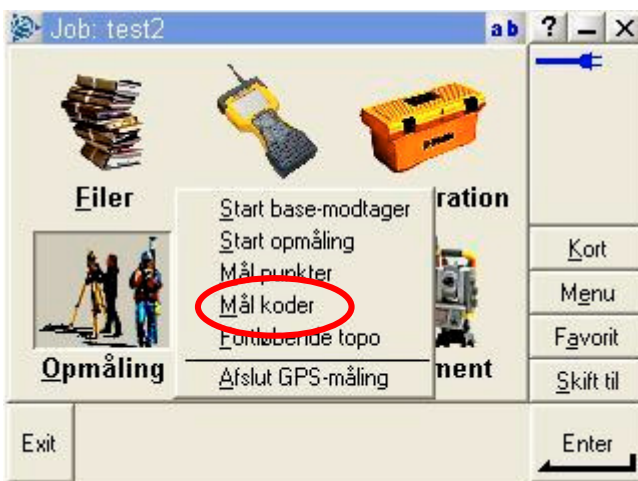 Job: test2
ab
?
Filer
ration
Start base-modtager
Start opmåling
Mål punkter
Mål koder
Fortløbende topo
Afslut GPS-måling
Opmåling
ment
Kort
Menu
Favorit
Skift til
Exit
Enter